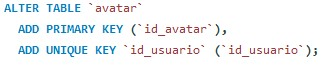 ALTER TABLE `avatar`
ADD PRIMARY KEY (`id_avatar`),
ADD UNIQUE KEY `id_usuario` (`id_usuario`);